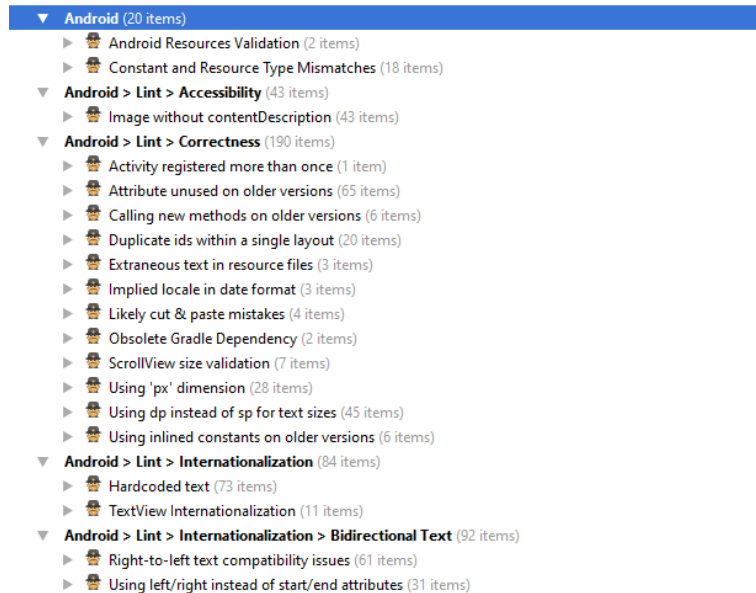 Android (20 items)
Android Resources Validation (2 items)
Constant and Resource Type Mismatches (18 items)
Android > Lint > Accessibility (43 items)
Image without contentDescription (43 items)
Android > Lint > Correctness (190 items)
Activity registered more than once (1 item)
Attribute unused on older versions (65 items)
Calling new methods on older versions (6 items)
Duplicate ids within a single layout (20 items)
Extraneous text in resource files (3 items)
Implied locale in date format (3 items)
Likely cut & paste mistakes (4 items)
Obsolete Gradle Dependency (2 items)
ScrollView size validation (7 items)
Using 'px' dimension (28 items)
Using dp instead of sp for text sizes (45 items)
Using inlined constants on older versions (6 items)
Android > Lint > Internationalization (84 items)
Hardcoded text (73 items)
TextView Internationalization (11 items)
Android > Lint > Internationalization > Bidirectional Text (92 items)
Right-to-left text compatibility issues (61 items)
Using left/right instead of start/end attributes (31 items)